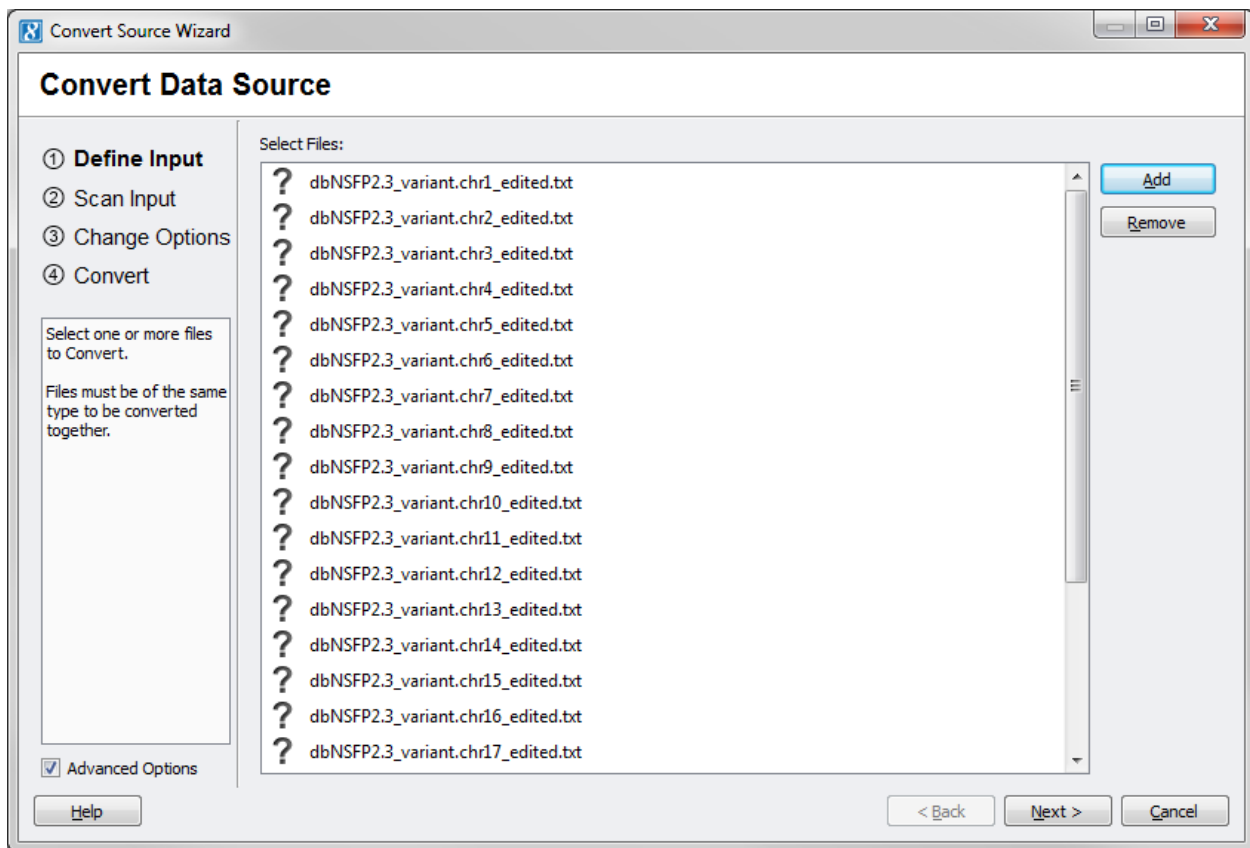 Convert Source Wizard
Convert Data Source
① Define Input
② Scan Input
③ Change Options
④ Convert
Select one or more files
to Convert.
Files must be of the same
type to be converted
together.
Advanced Options
Select Files:
? dbNSFP2.3_variant.chr1_edited.txt
? dbNSFP2.3_variant.chr2_edited.txt
? dbNSFP2.3_variant.chr3_edited.txt
? dbNSFP2.3_variant.chr4_edited.txt
? dbNSFP2.3_variant.chr5_edited.txt
? dbNSFP2.3_variant.chr6_edited.txt
? dbNSFP2.3_variant.chr7_edited.txt
? dbNSFP2.3_variant.chr8_edited.txt
? dbNSFP2.3_variant.chr9_edited.txt
? dbNSFP2.3_variant.chr10_edited.txt
? dbNSFP2.3_variant.chr11_edited.txt
? dbNSFP2.3_variant.chr12_edited.txt
? dbNSFP2.3_variant.chr13_edited.txt
? dbNSFP2.3_variant.chr14_edited.txt
? dbNSFP2.3_variant.chr15_edited.txt
? dbNSFP2.3_variant.chr16_edited.txt
? dbNSFP2.3_variant.chr17_edited.txt
Add
Remove
Help
< Back
Next >
Cancel